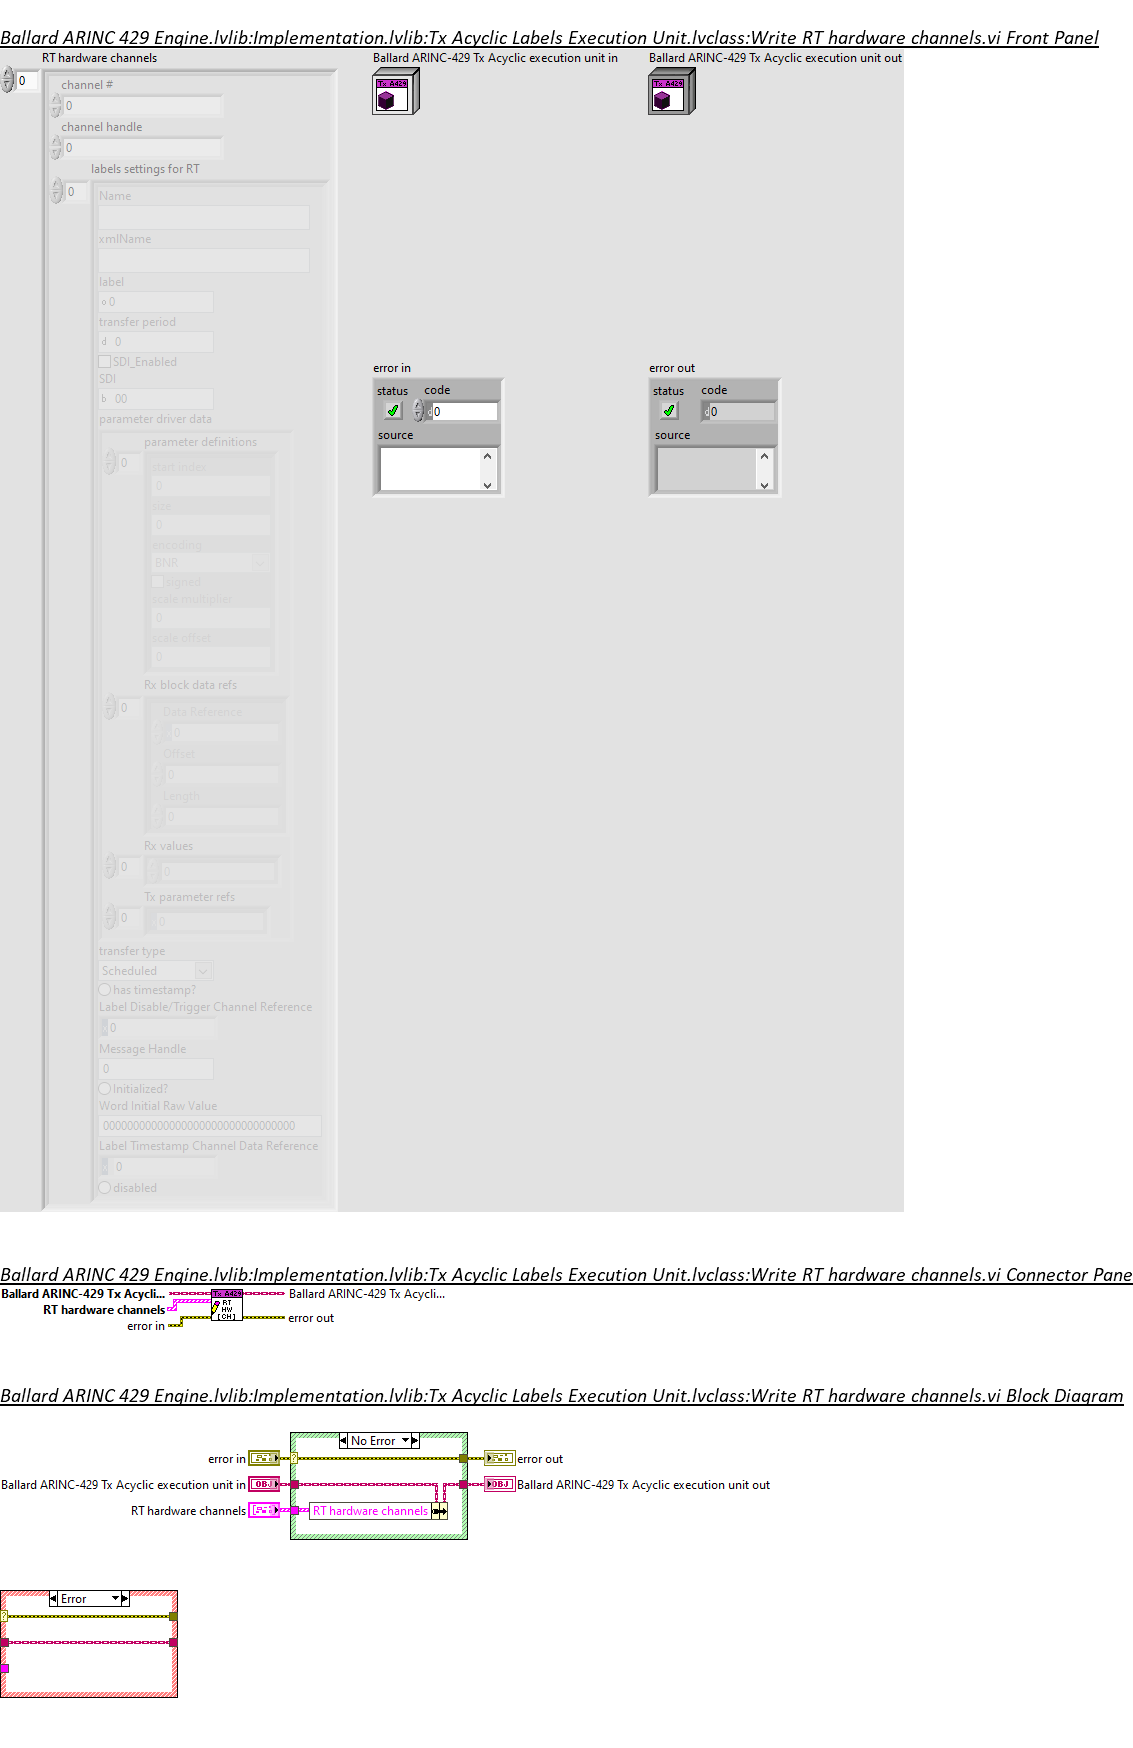 Ballard ARINC 429 Engine.lvlib:Implementation.lvlib:Tx Acyclic Labels Execution Unit.lvclass:Write RT hardware channels.vi Front Panel
RT hardware channels
0
channel #
0
channel handle
0
labels settings for RT
0
Name
xmlName
label
o 0
transfer period
d 0
SDI_Enabled
SDI
b 00
parameter driver data
parameter definitions
0
start index
0
size
0
encoding
BNR
signed
scale multiplier
0
scale offset
0
Rx block data refs
0
Data Reference
0
Offset
0
Length
0
Rx values
0
0
Tx parameter refs
0
0
transfer type
Scheduled
has timestamp?
Label Disable/Trigger Channel Reference
0
Message Handle
0
Initialized?
Word Initial Raw Value
00000000000000000000000000000000
Label Timestamp Channel Data Reference
0
disabled
Ballard ARINC-429 Tx Acyclic execution unit in
Tx A429
Ballard ARINC-429 Tx Acyclic execution unit out
Tx A429
error in
status code
d 0
source
error out
status code
d 0
source
Ballard ARINC 429 Engine.lvlib:Implementation.lvlib:Tx Acyclic Labels Execution Unit.lvclass:Write RT hardware channels.vi Connector Pane
Ballard ARINC-429 Tx Acycli...
RT hardware channels
error in
Tx A429
RT
HW
[CH]
Ballard ARINC-429 Tx Acycli...
error out
Ballard ARINC 429 Engine.lvlib:Implementation.lvlib:Tx Acyclic Labels Execution Unit.lvclass:Write RT hardware channels.vi Block Diagram
No Error
error in
?
error out
Ballard ARINC-429 Tx Acyclic execution unit in
OBJ
OBJ
Ballard ARINC-429 Tx Acyclic execution unit out
RT hardware channels
RT hardware channels
Error
?